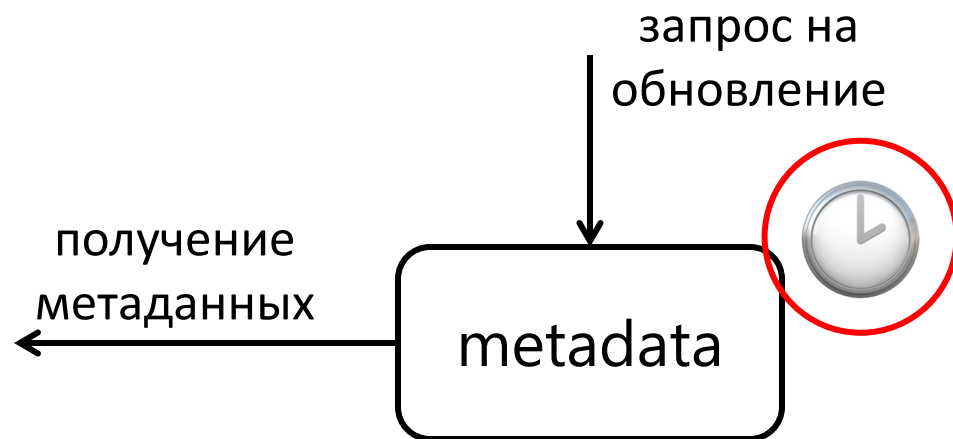 запрос на
обновление
получение
метаданных
metadata